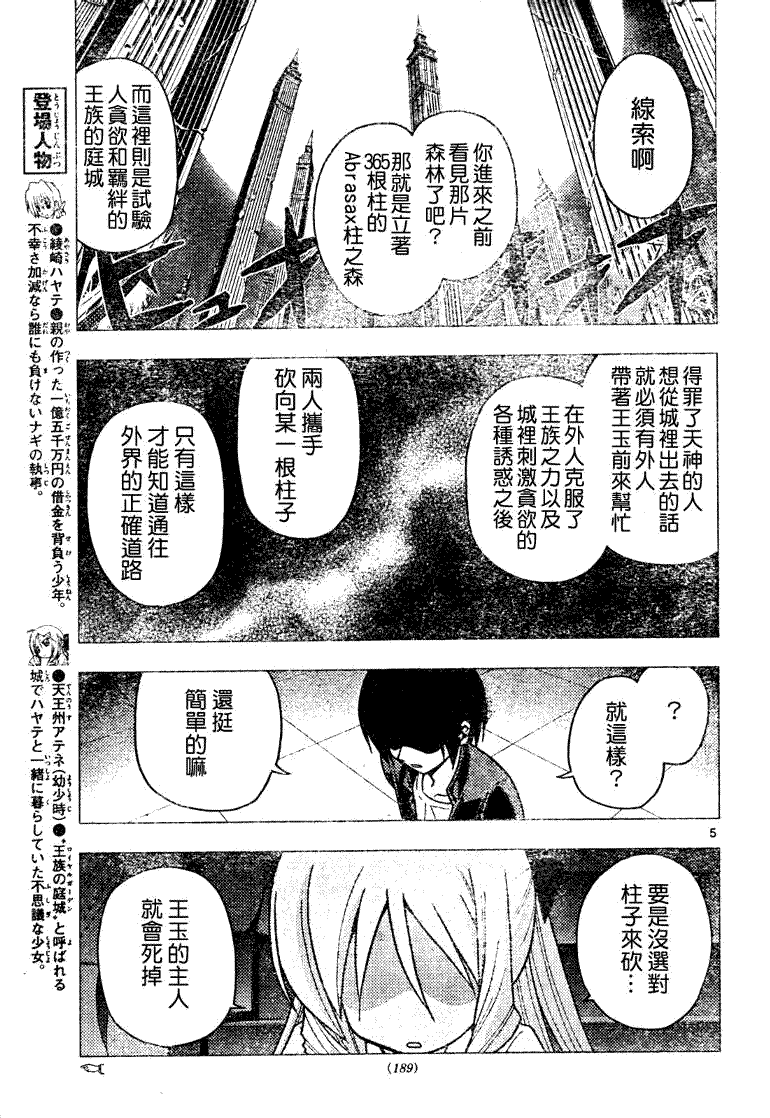 線索啊
你進來之前
看見那片
森林了吧?
那就是立著
365根柱的
Abrasax柱之森
而這裡則是試驗
人貪欲和羈絆的
王族的庭城
得罪了天神的人
想從城裡出去的話
就必須有外人
帶著王玉前來幫忙
在外人克服了
王族之力以及
城裡刺激貪欲的
各種誘惑之後
兩人攜手
砍向某一根柱子
只有這樣
才能知道通往
外界的正確道路
?
就這樣?
還挺
簡單的嘛
5
要是沒選對
柱子來砍…
王玉的主人
就會死掉
登場人物
●綾崎ハヤテ●親の作った一億五千万円の借金を背負う少年。
不幸さ加減なら誰にも負けないナギの執事。
●天王州アテネ(幼少時)●“王族の庭城”と呼ばれる
城でハヤテと一緒に暮らしていた不思議な少女。
(189)